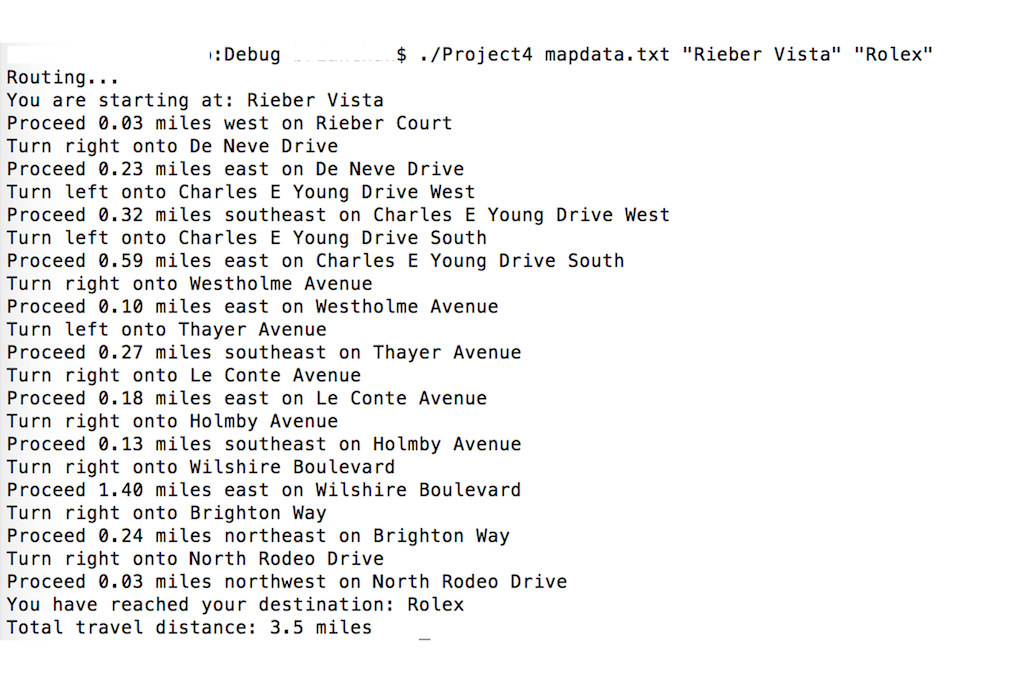 :Debug $ ./Project4 mapdata.txt "Rieber Vista" "Rolex"
Routing...
You are starting at: Rieber Vista
Proceed 0.03 miles west on Rieber Court
Turn right onto De Neve Drive
Proceed 0.23 miles east on De Neve Drive
Turn left onto Charles E Young Drive West
Proceed 0.32 miles southeast on Charles E Young Drive West
Turn left onto Charles E Young Drive South
Proceed 0.59 miles east on Charles E Young Drive South
Turn right onto Westholme Avenue
Proceed 0.10 miles east on Westholme Avenue
Turn left onto Thayer Avenue
Proceed 0.27 miles southeast on Thayer Avenue
Turn right onto Le Conte Avenue
Proceed 0.18 miles east on Le Conte Avenue
Turn right onto Holmby Avenue
Proceed 0.13 miles southeast on Holmby Avenue
Turn right onto Wilshire Boulevard
Proceed 1.40 miles east on Wilshire Boulevard
Turn right onto Brighton Way
Proceed 0.24 miles northeast on Brighton Way
Turn right onto North Rodeo Drive
Proceed 0.03 miles northwest on North Rodeo Drive
You have reached your destination: Rolex
Total travel distance: 3.5 miles